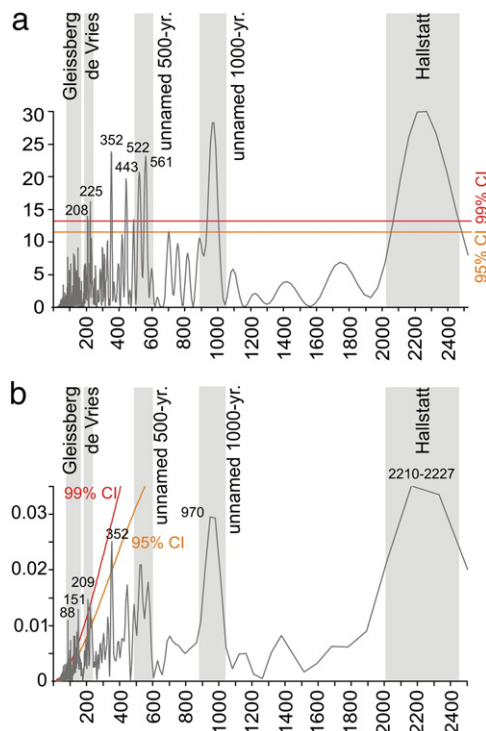 a
Gleissberg
de Vries
unnamed 500-yr.
unnamed 1000-yr.
Hallstatt
30
25
20
15
10
5
0
208
225
352
443
522
561
99% CI
95% CI
200
400
600
800
1000
1200
1400
1600
1800
2000
2200
2400
b
Gleissberg
de Vries
unnamed 500-yr.
unnamed 1000-yr.
Hallstatt
0.03
0.02
0.01
0
99% CI
95% CI
88
151
209
352
970
2210-2227
200
400
600
800
1000
1200
1400
1600
1800
2000
2200
2400